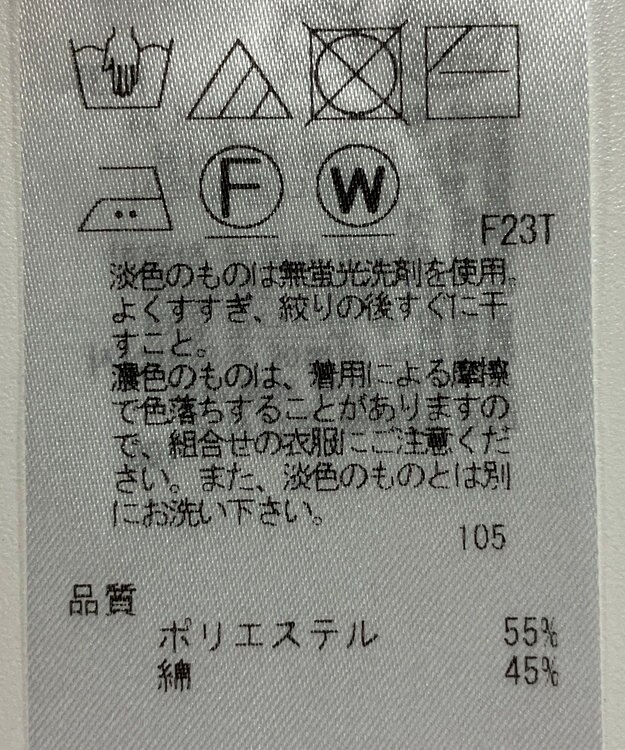 F
W
F23T
淡色のものは無蛍光洗剤を使用。
よくすすぎ、絞りの後すぐに干
すこと。
濃色のものは、着用による摩擦
で色落ちすることがありますの
で、組合せの衣服にご注意くだ
さい。また、淡色のものとは別
にお洗い下さい。
105
品質
ポリエステル 55%
綿 45%